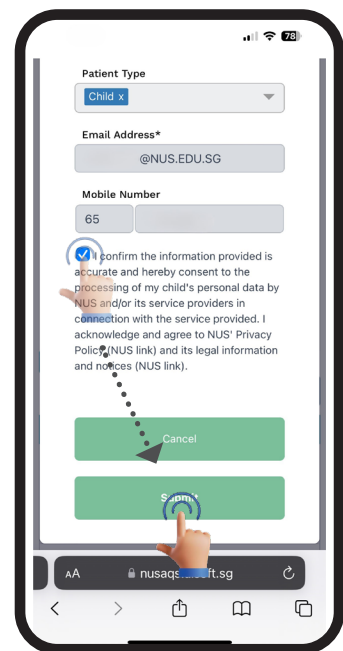 78
Patient Type
Child x
Email Address*
@NUS.EDU.SG
Mobile Number
65
I confirm the information provided is
accurate and hereby consent to the
processing of my child's personal data by
NUS and/or its service providers in
connection with the service provided. I
acknowledge and agree to NUS' Privacy
Policy (NUS link) and its legal information
and notices (NUS link).
Cancel
Submit
AA